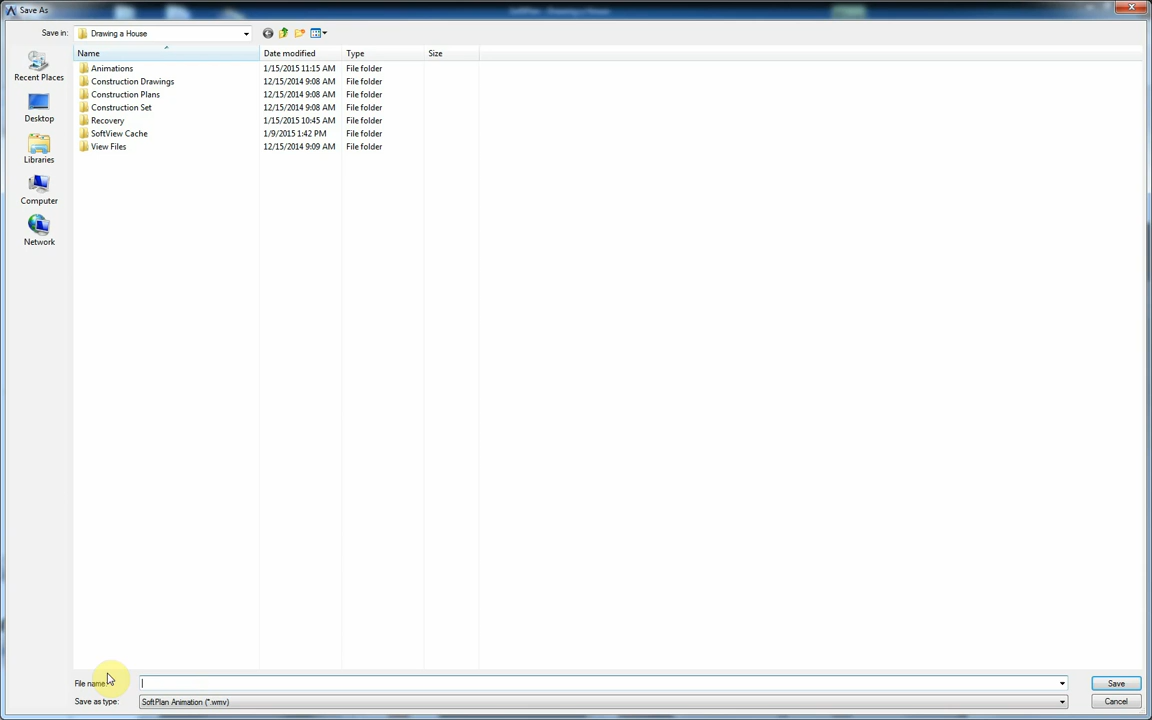 Save As
Save in: Drawing a House
Name Date modified Type Size
Animations 1/15/2015 11:15 AM File folder
Construction Drawings 12/15/2014 9:08 AM File folder
Construction Plans 12/15/2014 9:08 AM File folder
Construction Set 12/15/2014 9:08 AM File folder
Recovery 1/15/2015 10:45 AM File folder
SoftView Cache 1/9/2015 1:42 PM File folder
View Files 12/15/2014 9:09 AM File folder
Recent Places
Desktop
Libraries
Computer
Network
File name
Save
Save as type: SoftPlan Animation (*.wmv)
Cancel